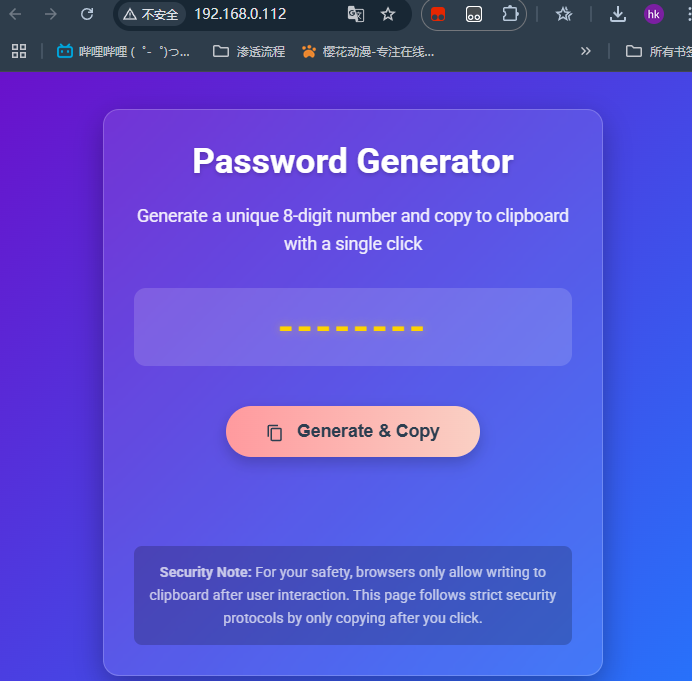 不安全 192.168.0.112 hk
哔哩哔哩 (゜-゜)つ... 渗透流程 樱花动漫-专注在线... » 所有书签
Password Generator
Generate a unique 8-digit number and copy to clipboard
with a single click
--------
Generate & Copy
Security Note: For your safety, browsers only allow writing to
clipboard after user interaction. This page follows strict security
protocols by only copying after you click.